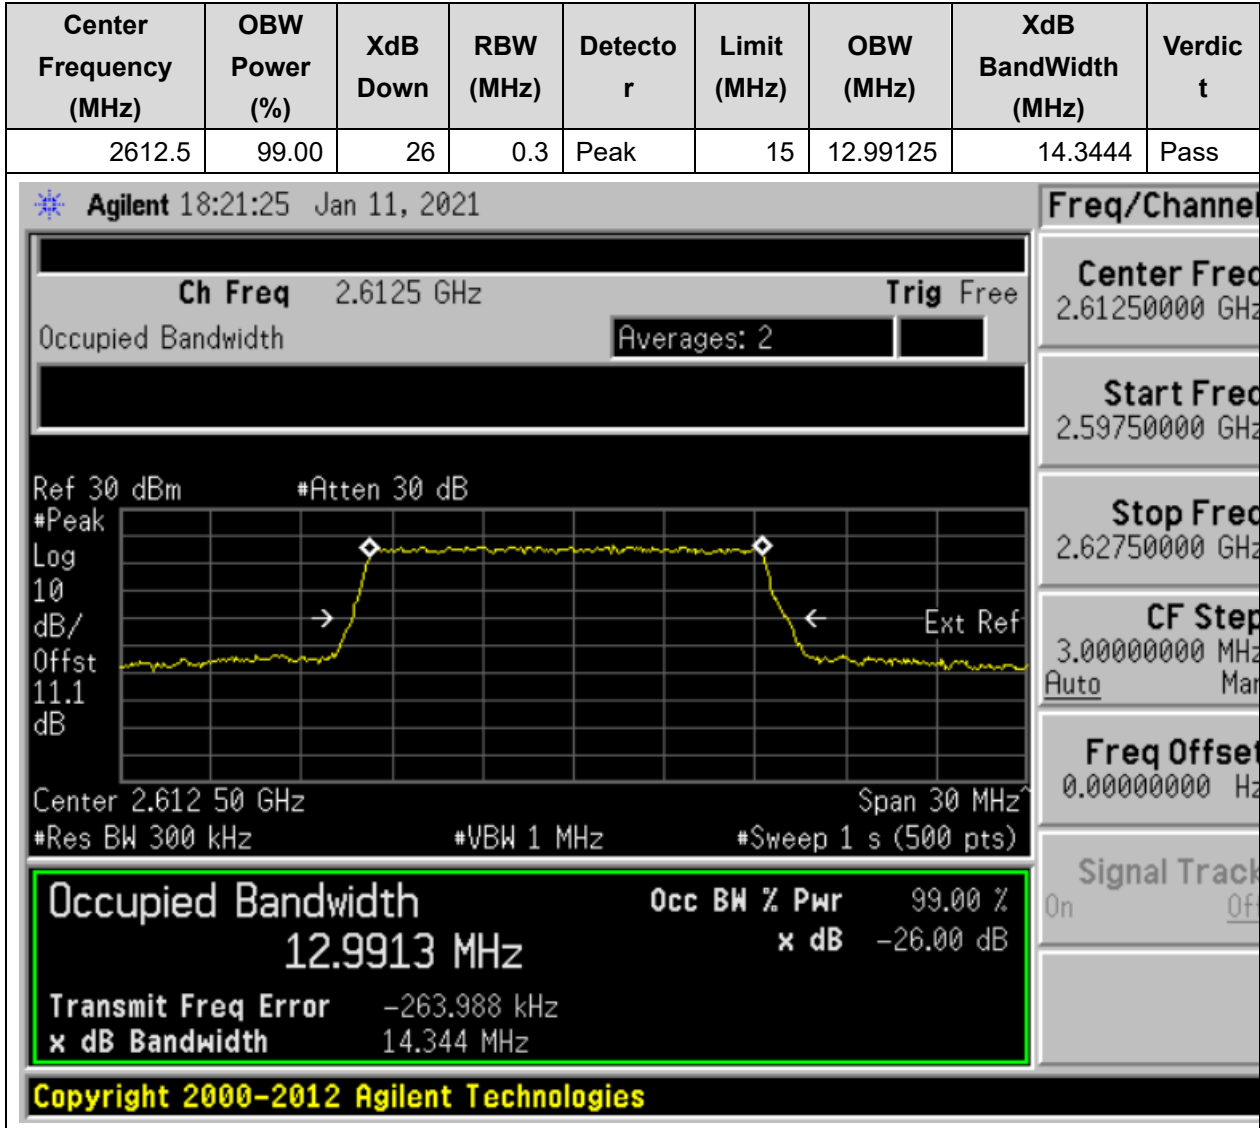 Center Frequency (MHz) OBW Power (%) XdB Down RBW (MHz) Detector Limit (MHz) OBW (MHz) XdB BandWidth (MHz) Verdict
2612.5 99.00 26 0.3 Peak 15 12.99125 14.3444 Pass
Agilent 18:21:25 Jan 11, 2021
Freq/Channel
Ch Freq 2.6125 GHz Trig Free
Occupied Bandwidth Averages: 2
Center Freq
2.61250000 GHz
Start Freq
2.59750000 GHz
Stop Freq
2.62750000 GHz
CF Step
3.00000000 MHz
Auto Man
Freq Offset
0.00000000 Hz
Signal Track
On Off
Ref 30 dBm #Atten 30 dB
#Peak
Log
10
dB/
Offst
11.1
dB
Ext Ref
Center 2.612 50 GHz Span 30 MHz^
#Res BW 300 kHz #VBW 1 MHz #Sweep 1 s (500 pts)
Occupied Bandwidth Occ BW % Pwr 99.00 %
12.9913 MHz x dB -26.00 dB
Transmit Freq Error -263.988 kHz
x dB Bandwidth 14.344 MHz
Copyright 2000-2012 Agilent Technologies